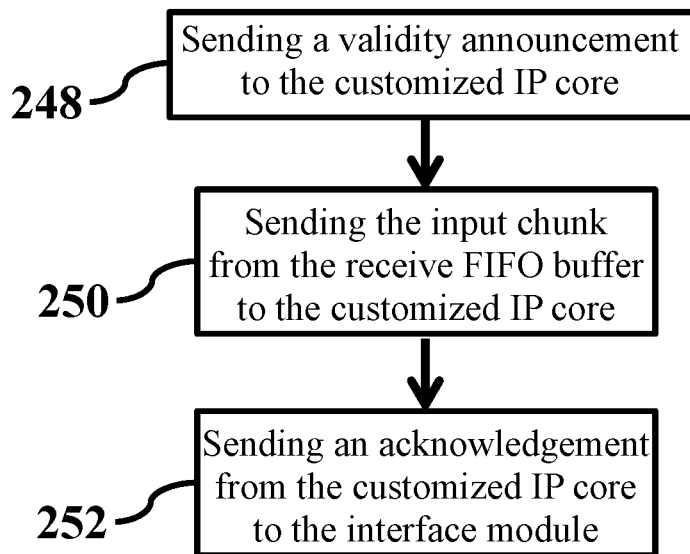 Sending a validity announcement
to the customized IP core
248
Sending the input chunk
from the receive FIFO buffer
to the customized IP core
250
Sending an acknowledgement
from the customized IP core
to the interface module
252